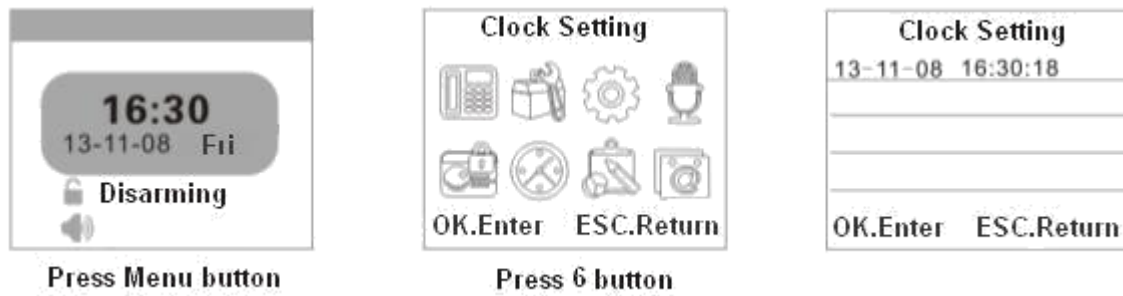 16:30
13-11-08 Fri
Disarming
Press Menu button
Clock Setting
OK.Enter ESC.Return
Press 6 button
Clock Setting
13-11-08 16:30:18
OK.Enter ESC.Return